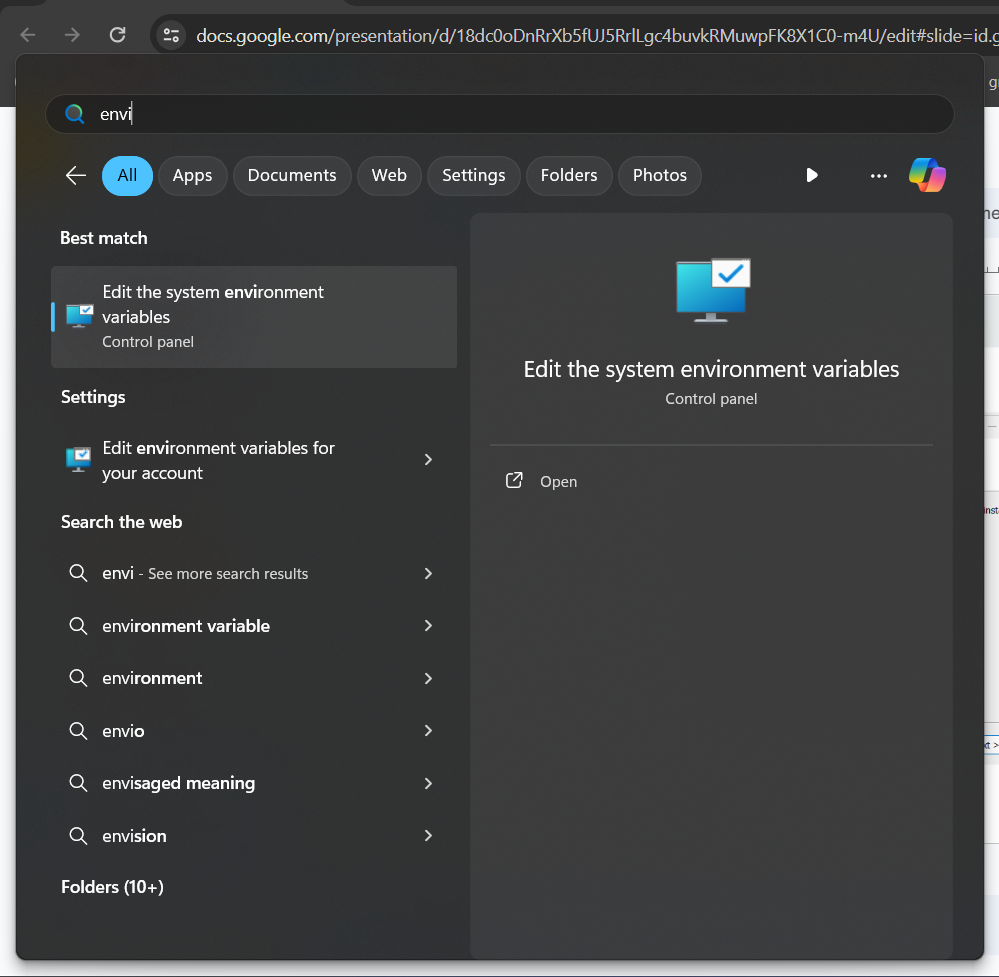 docs.google.com/presentation/d/18dc0oDnRrXb5fUJ5RrlLgc4buvkRMuwpFK8X1C0-m4U/edit#slide=id.g
envi
All Apps Documents Web Settings Folders Photos
Best match
Edit the system environment
variables
Control panel
Settings
Edit environment variables for
your account
Search the web
envi - See more search results
environment variable
environment
envio
envisaged meaning
envision
Folders (10+)
Edit the system environment variables
Control panel
Open